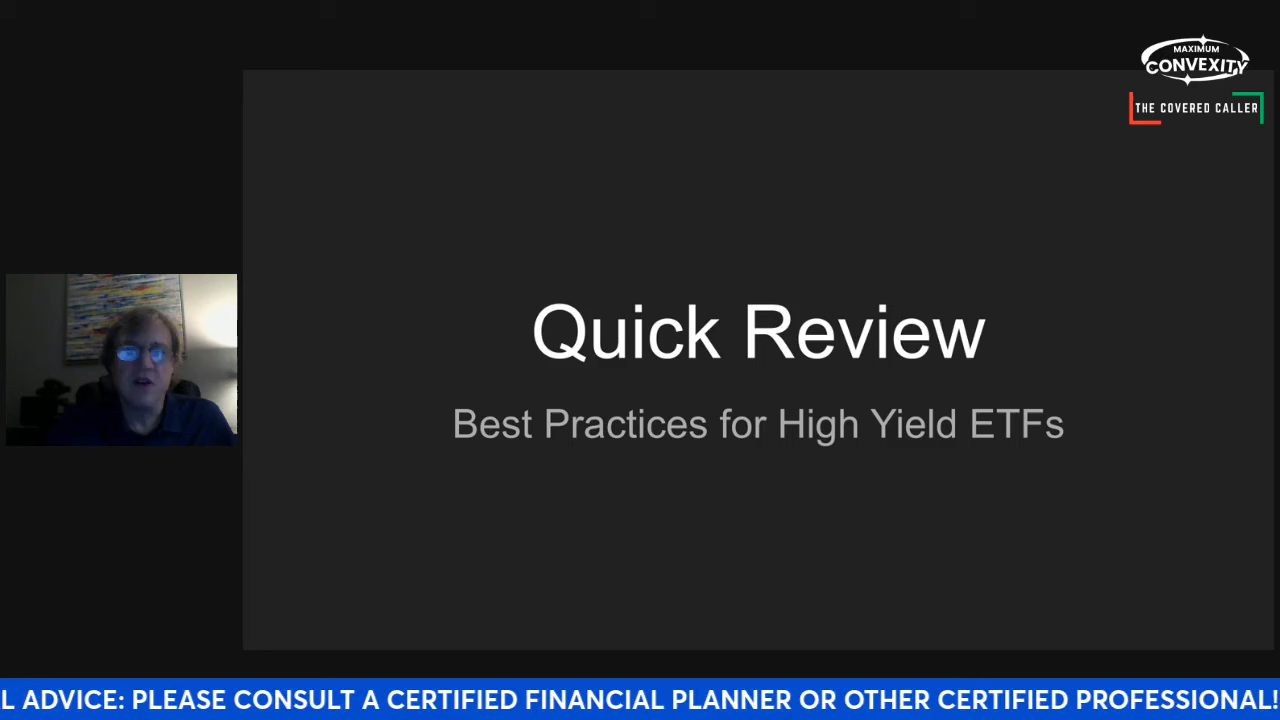 MAXIMUM
CONVEXITY
THE COVERED CALLER
Quick Review
Best Practices for High Yield ETFs
L ADVICE: PLEASE CONSULT A CERTIFIED FINANCIAL PLANNER OR OTHER CERTIFIED PROFESSIONAL!